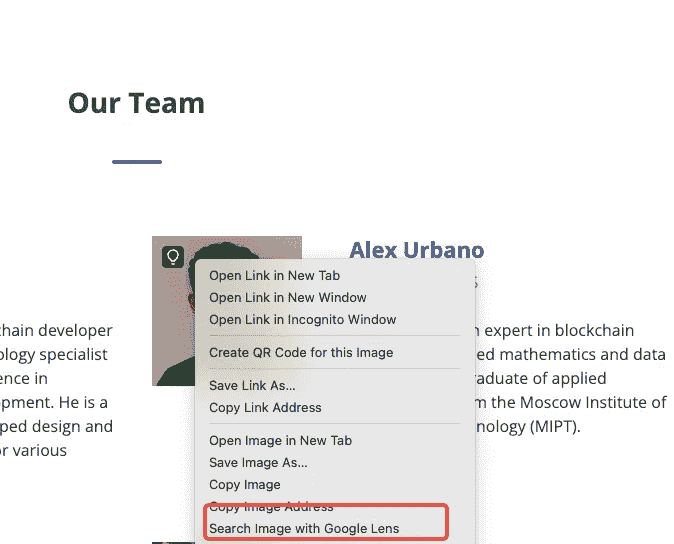 Our Team
Alex Urbano
Open Link in New Tab
Open Link in New Window
Open Link in Incognito Window
Create QR Code for this Image
Save Link As...
Copy Link Address
Open Image in New Tab
Save Image As...
Copy Image
Copy Image Address
Search Image with Google Lens
chain developer
ology specialist
ence in
opment. He is a
ped design and
or various
expert in blockchain
ed mathematics and data
raduate of applied
m the Moscow Institute of
nology (MIPT).